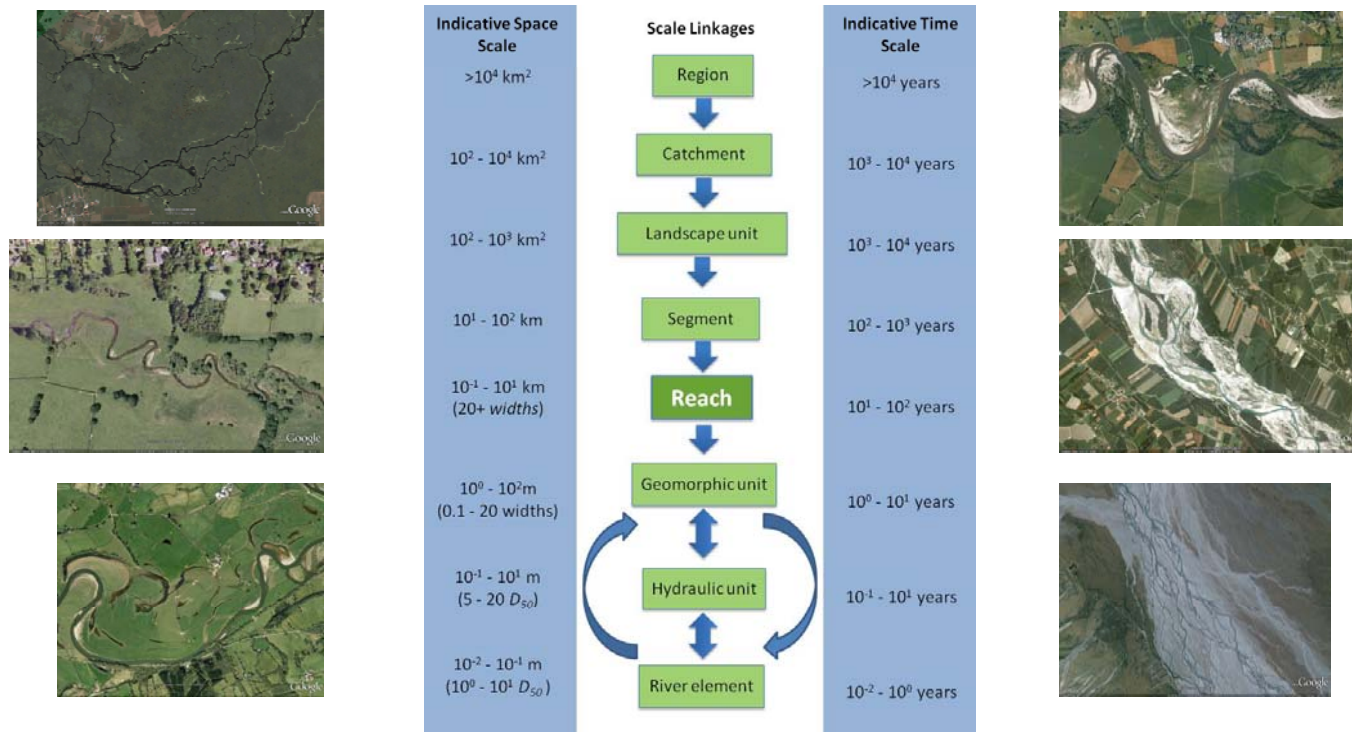 Indicative Space
Scale
Scale Linkages
Indicative Time
Scale
>10⁴ km²
Region
>10⁴ years
10² - 10⁴ km²
Catchment
10³ - 10⁴ years
10² - 10³ km²
Landscape unit
10³ - 10⁴ years
10¹ - 10² km
Segment
10² - 10³ years
10⁻¹ - 10¹ km
(20+ widths)
Reach
10¹ - 10² years
10⁰ - 10²m
(0.1 - 20 widths)
Geomorphic unit
10⁰ - 10¹ years
10⁻¹ - 10¹ m
(5 - 20 D₅₀)
Hydraulic unit
10⁻¹ - 10¹ years
10⁻² - 10⁻¹ m
(10⁰ - 10¹ D₅₀)
River element
10⁻² - 10⁰ years
Google
Google
Google
Google
Google